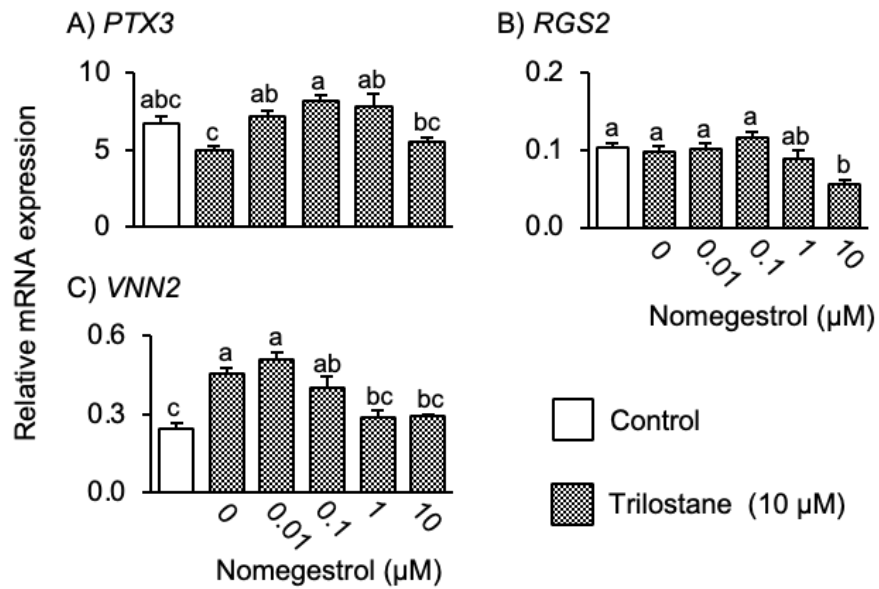 A) PTX3
10
5
0
abc
c
ab
a
ab
bc
B) RGS2
0.2
0.1
0.0
a
a
a
a
ab
b
0
0.01
0.1
1
10
Nomegestrol (µM)
Relative mRNA expression
C) VNN2
0.6
0.3
0.0
c
a
a
ab
bc
bc
0
0.01
0.1
1
10
Nomegestrol (µM)
Control
Trilostane (10 µM)